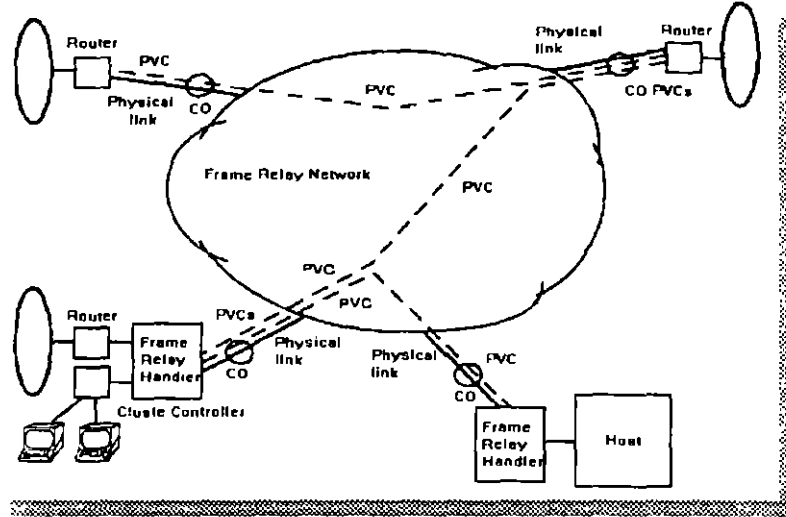 Router
PVC
Physical
link
CO
PVC
Physical
link
Router
CO PVCs
Frame Relay Network
PVC
PVC
PVC
PVCs
Physical
link
CO
Router
Frame
Relay
Handler
Cluste Controller
Physical
link
PVC
CO
Frame
Relay
Handler
Host